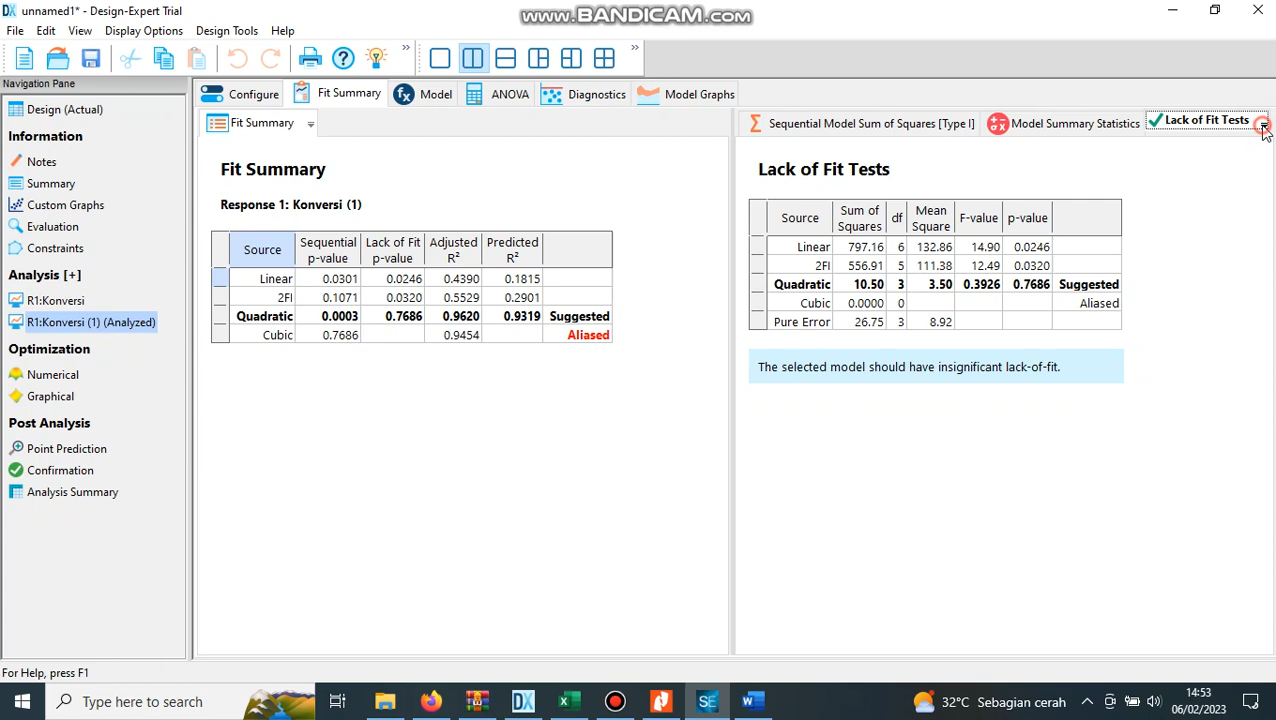 unnamed1* - Design-Expert Trial
www.BANDICAM.com
File Edit View Display Options Design Tools Help
»
»
Navigation Pane
Design (Actual)
Information
Notes
Summary
Custom Graphs
Evaluation
Constraints
Analysis [+]
R1:Konversi
R1:Konversi (1) (Analyzed)
Optimization
Numerical
Graphical
Post Analysis
Point Prediction
Confirmation
Analysis Summary
Configure Fit Summary Model ANOVA Diagnostics Model Graphs
Fit Summary
Fit Summary
Response 1: Konversi (1)
Source Sequential p-value Lack of Fit p-value Adjusted R² Predicted R²
Linear 0.0301 0.0246 0.4390 0.1815
2FI 0.1071 0.0320 0.5529 0.2901
Quadratic 0.0003 0.7686 0.9620 0.9319 Suggested
Cubic 0.7686 0.9454 Aliased
Sequential Model Sum of Squares [Type I] Model Summary Statistics Lack of Fit Tests
Lack of Fit Tests
Source Sum of Squares df Mean Square F-value p-value
Linear 797.16 6 132.86 14.90 0.0246
2FI 556.91 5 111.38 12.49 0.0320
Quadratic 10.50 3 3.50 0.3926 0.7686 Suggested
Cubic 0.0000 0 Aliased
Pure Error 26.75 3 8.92
The selected model should have insignificant lack-of-fit.
For Help, press F1
Type here to search
32°C Sebagian cerah
14:53
06/02/2023